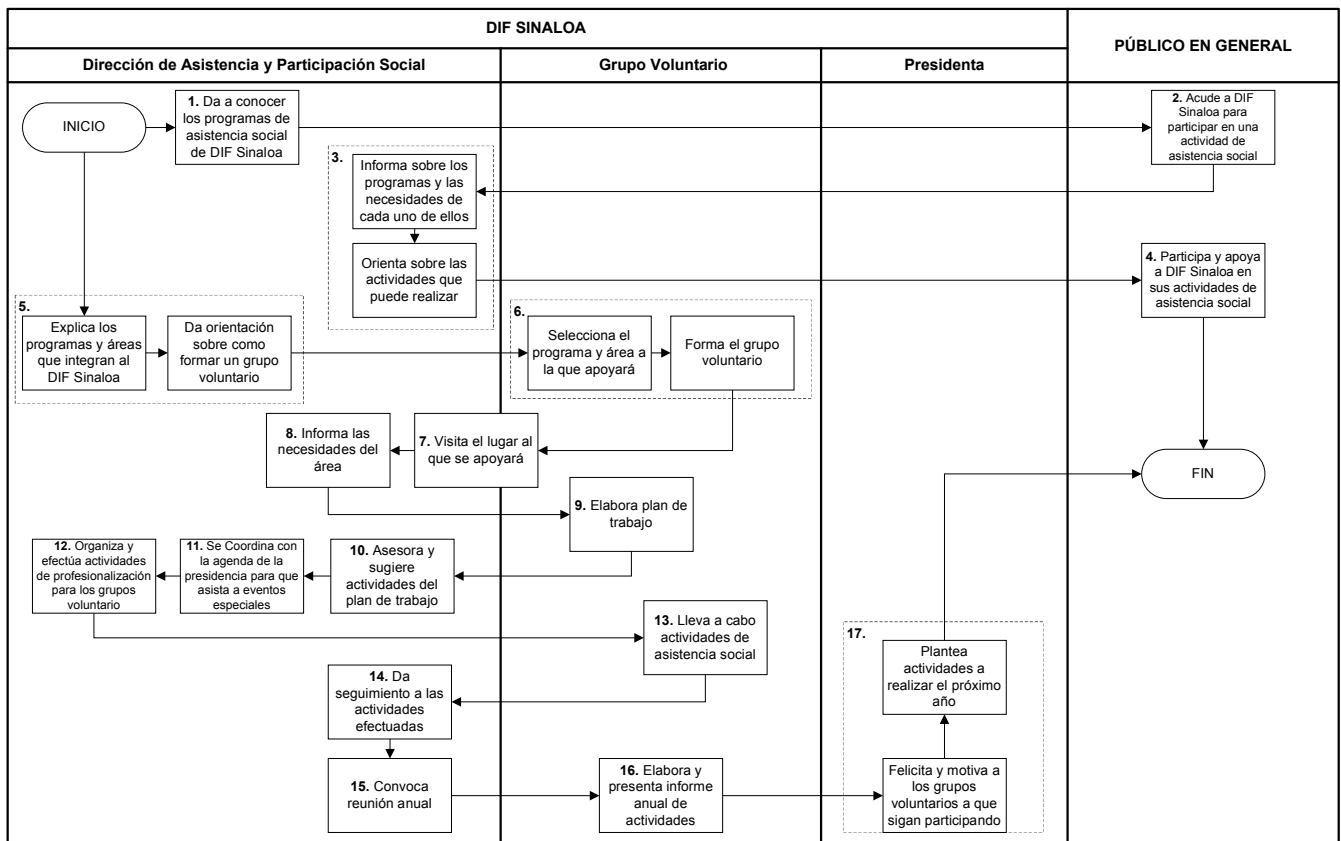 DIF SINALOA
PÚBLICO EN GENERAL
Dirección de Asistencia y Participación Social
Grupo Voluntario
Presidenta
INICIO
1. Da a conocer
los programas de
asistencia social
de DIF Sinaloa
2. Acude a DIF
Sinaloa para
participar en una
actividad de
asistencia social
3.
Informa sobre los
programas y las
necesidades de
cada uno de ellos
Orienta sobre las
actividades que
puede realizar
4. Participa y apoya
a DIF Sinaloa en
sus actividades de
asistencia social
5.
Explica los
programas y áreas
que integran al
DIF Sinaloa
Da orientación
sobre como
formar un grupo
voluntario
6.
Selecciona el
programa y área a
la que apoyará
Forma el grupo
voluntario
7. Visita el lugar al
que se apoyará
8. Informa las
necesidades del
área
FIN
9. Elabora plan de
trabajo
10. Asesora y
sugiere
actividades del
plan de trabajo
11. Se Coordina con
la agenda de la
presidencia para que
asista a eventos
especiales
12. Organiza y
efectúa actividades
de profesionalización
para los grupos
voluntario
13. Lleva a cabo
actividades de
asistencia social
14. Da
seguimiento a las
actividades
efectuadas
15. Convoca
reunión anual
16. Elabora y
presenta informe
anual de
actividades
17.
Plantea
actividades a
realizar el próximo
año
Felicita y motiva a
los grupos
voluntarios a que
sigan participando